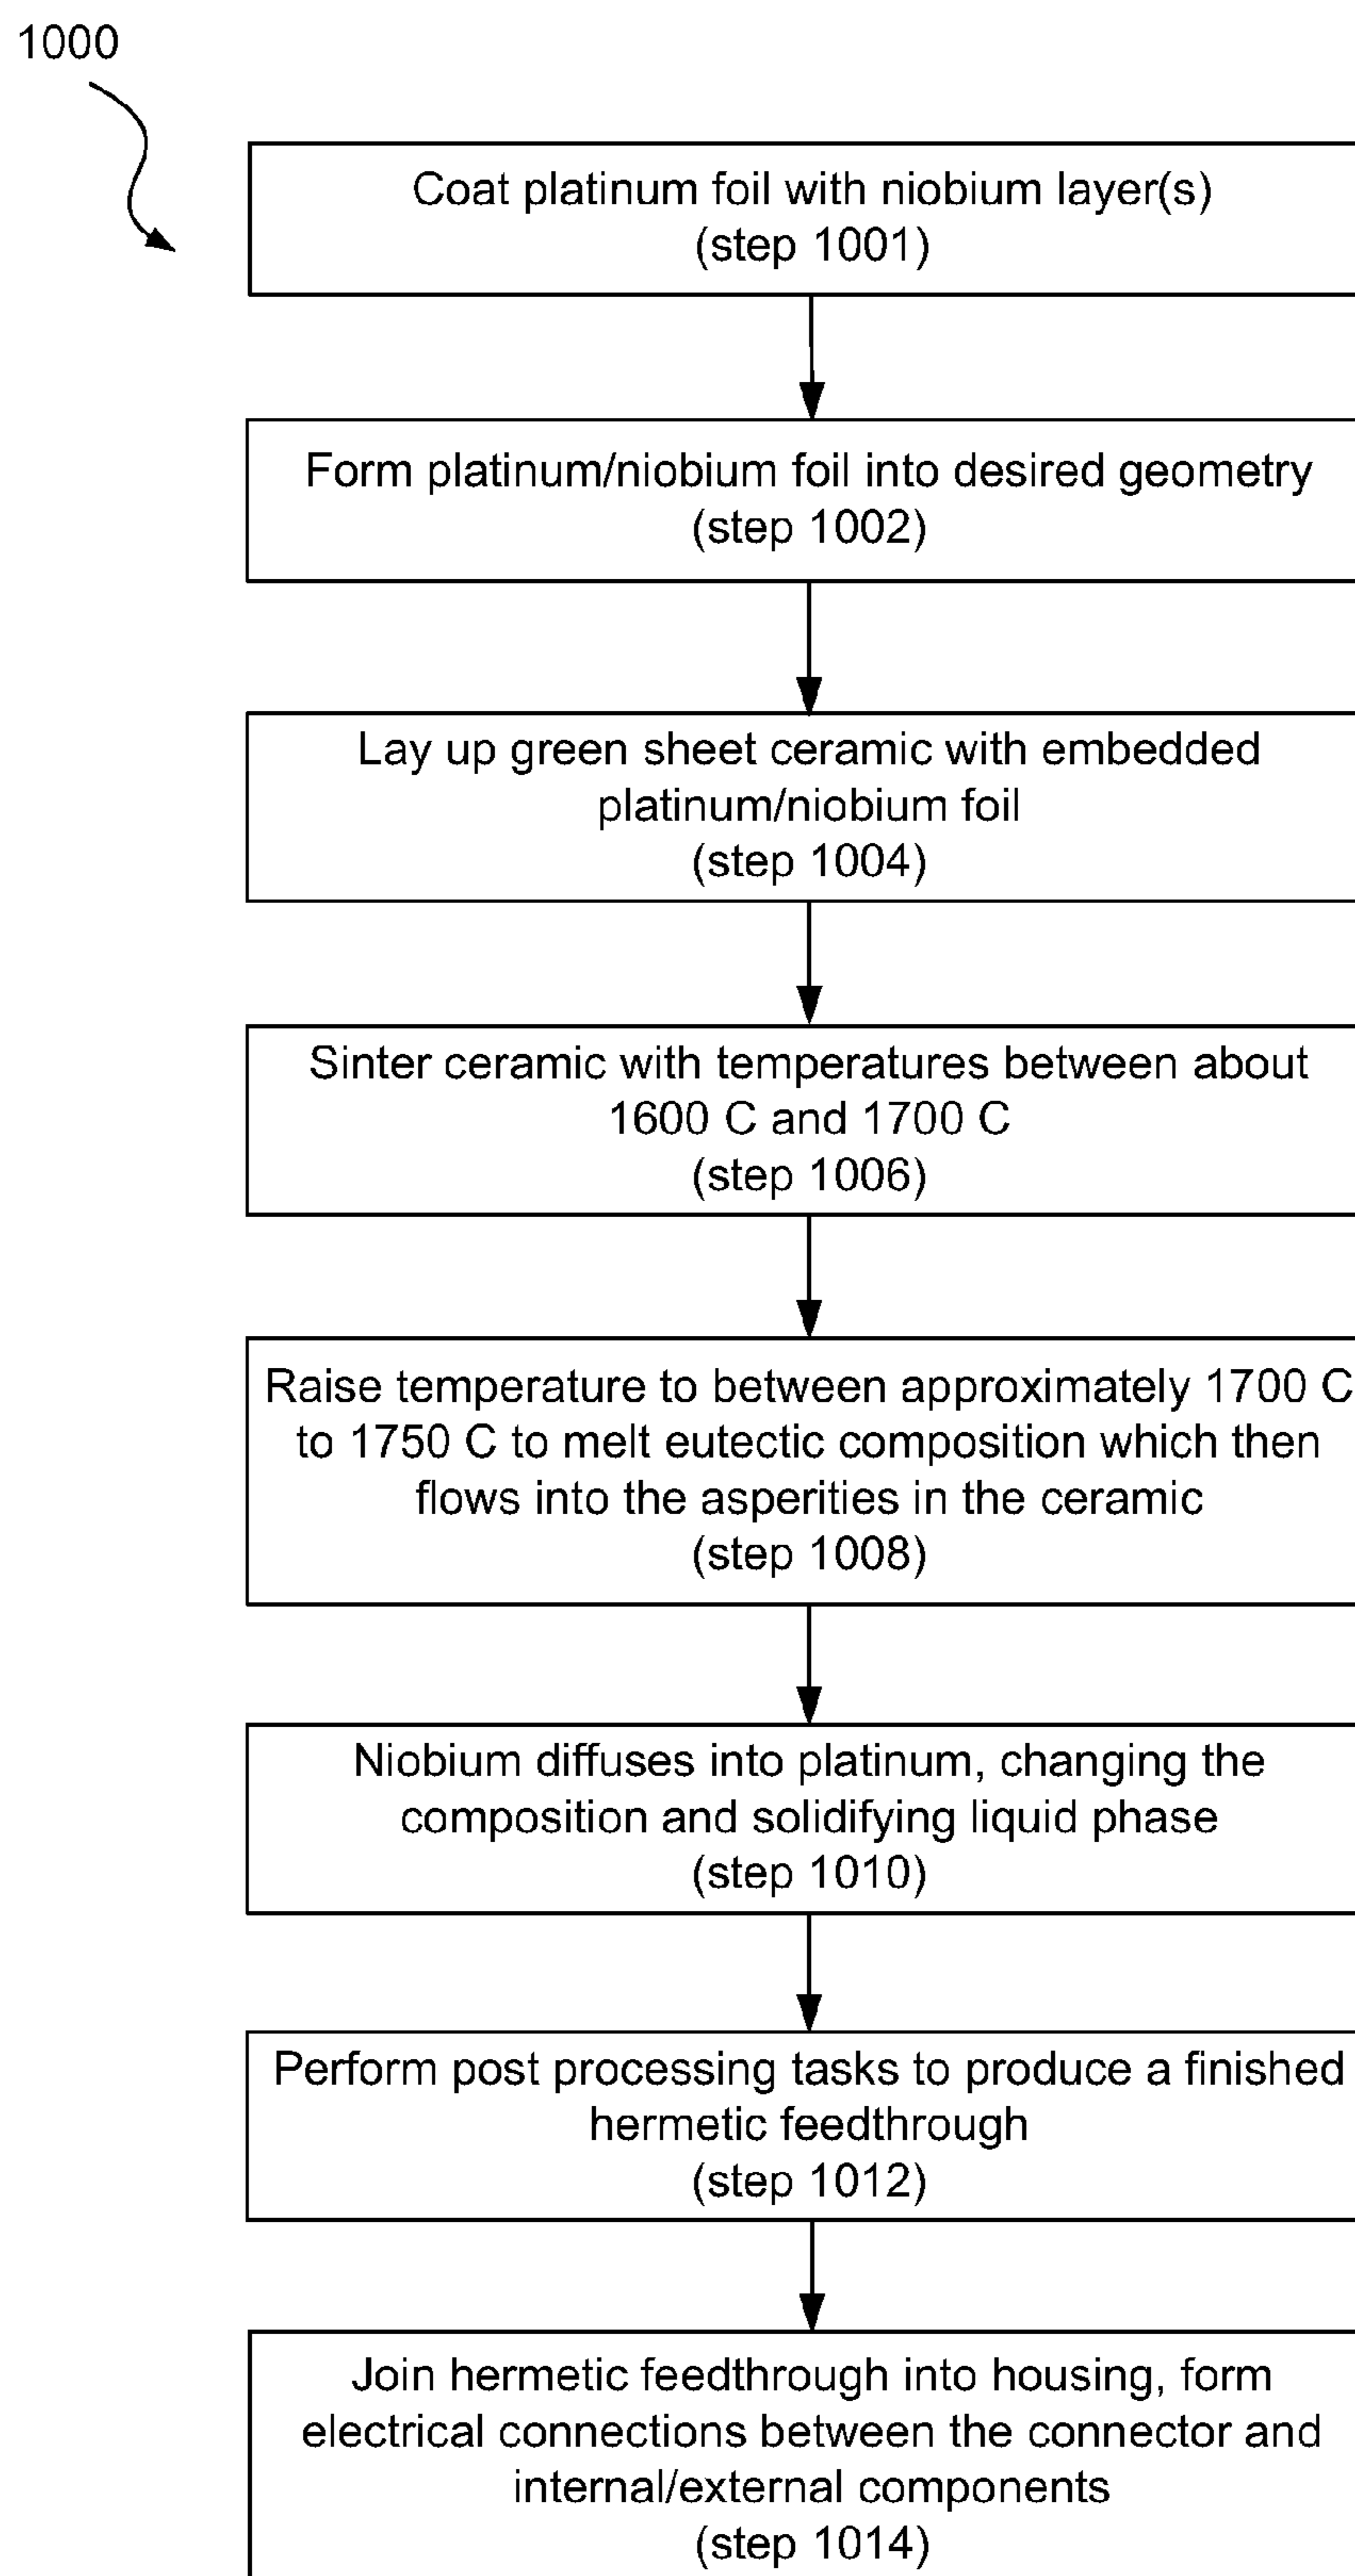 1000
Coat platinum foil with niobium layer(s)
(step 1001)
Form platinum/niobium foil into desired geometry
(step 1002)
Lay up green sheet ceramic with embedded
platinum/niobium foil
(step 1004)
Sinter ceramic with temperatures between about
1600 C and 1700 C
(step 1006)
Raise temperature to between approximately 1700 C
to 1750 C to melt eutectic composition which then
flows into the asperities in the ceramic
(step 1008)
Niobium diffuses into platinum, changing the
composition and solidifying liquid phase
(step 1010)
Perform post processing tasks to produce a finished
hermetic feedthrough
(step 1012)
Join hermetic feedthrough into housing, form
electrical connections between the connector and
internal/external components
(step 1014)